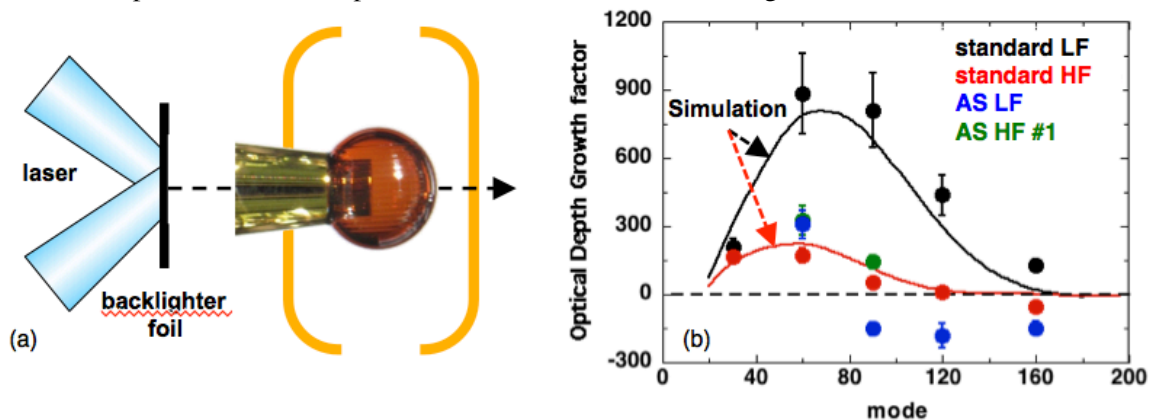 laser
backlighter
foil
(a)
Optical Depth Growth factor
1200
900
600
300
0
-300
standard LF
standard HF
AS LF
AS HF #1
Simulation
(b)
0
40
80
120
160
200
mode